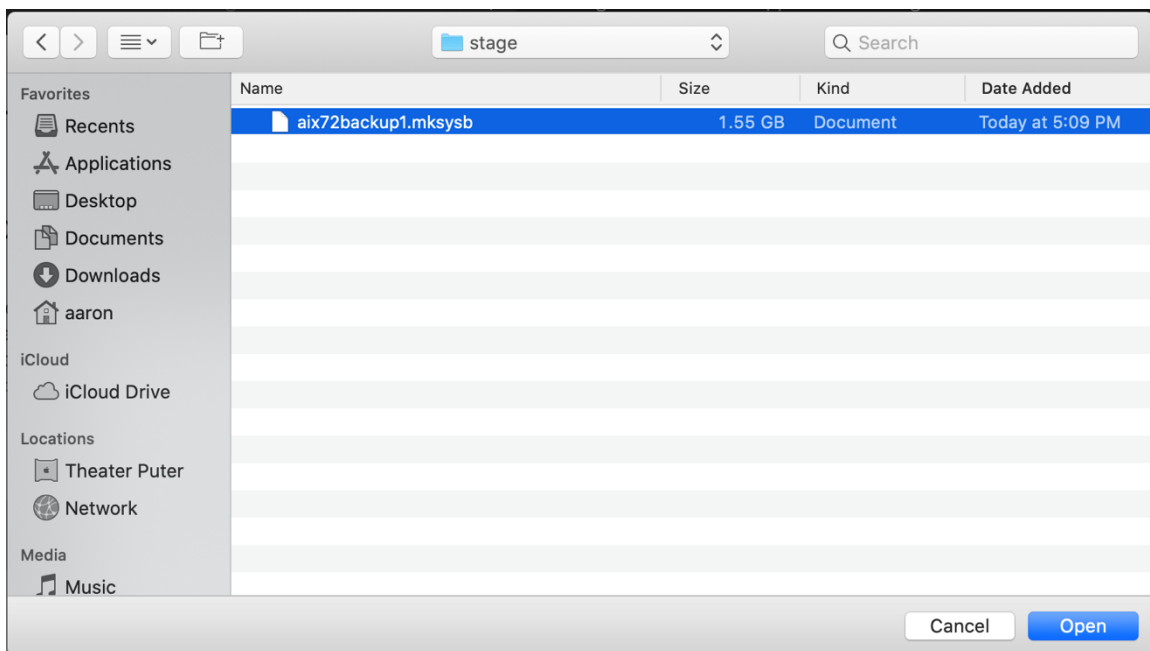 stage
Search
Favorites
Recents
Applications
Desktop
Documents
Downloads
aaron
iCloud
iCloud Drive
Locations
Theater Puter
Network
Media
Music
Name Size Kind Date Added
aix72backup1.mksysb 1.55 GB Document Today at 5:09 PM
Cancel Open